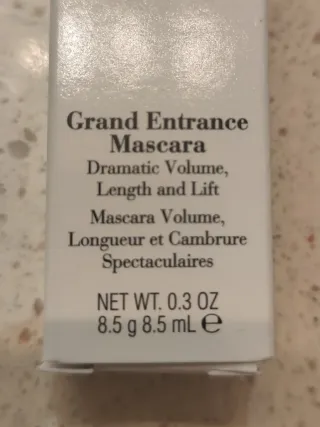 Grand Entrance
Mascara
Dramatic Volume,
Length and Lift
Mascara Volume,
Longueur et Cambrure
Spectaculaires
NET WT. 0.3 OZ
8.5 g 8.5 mL ℮